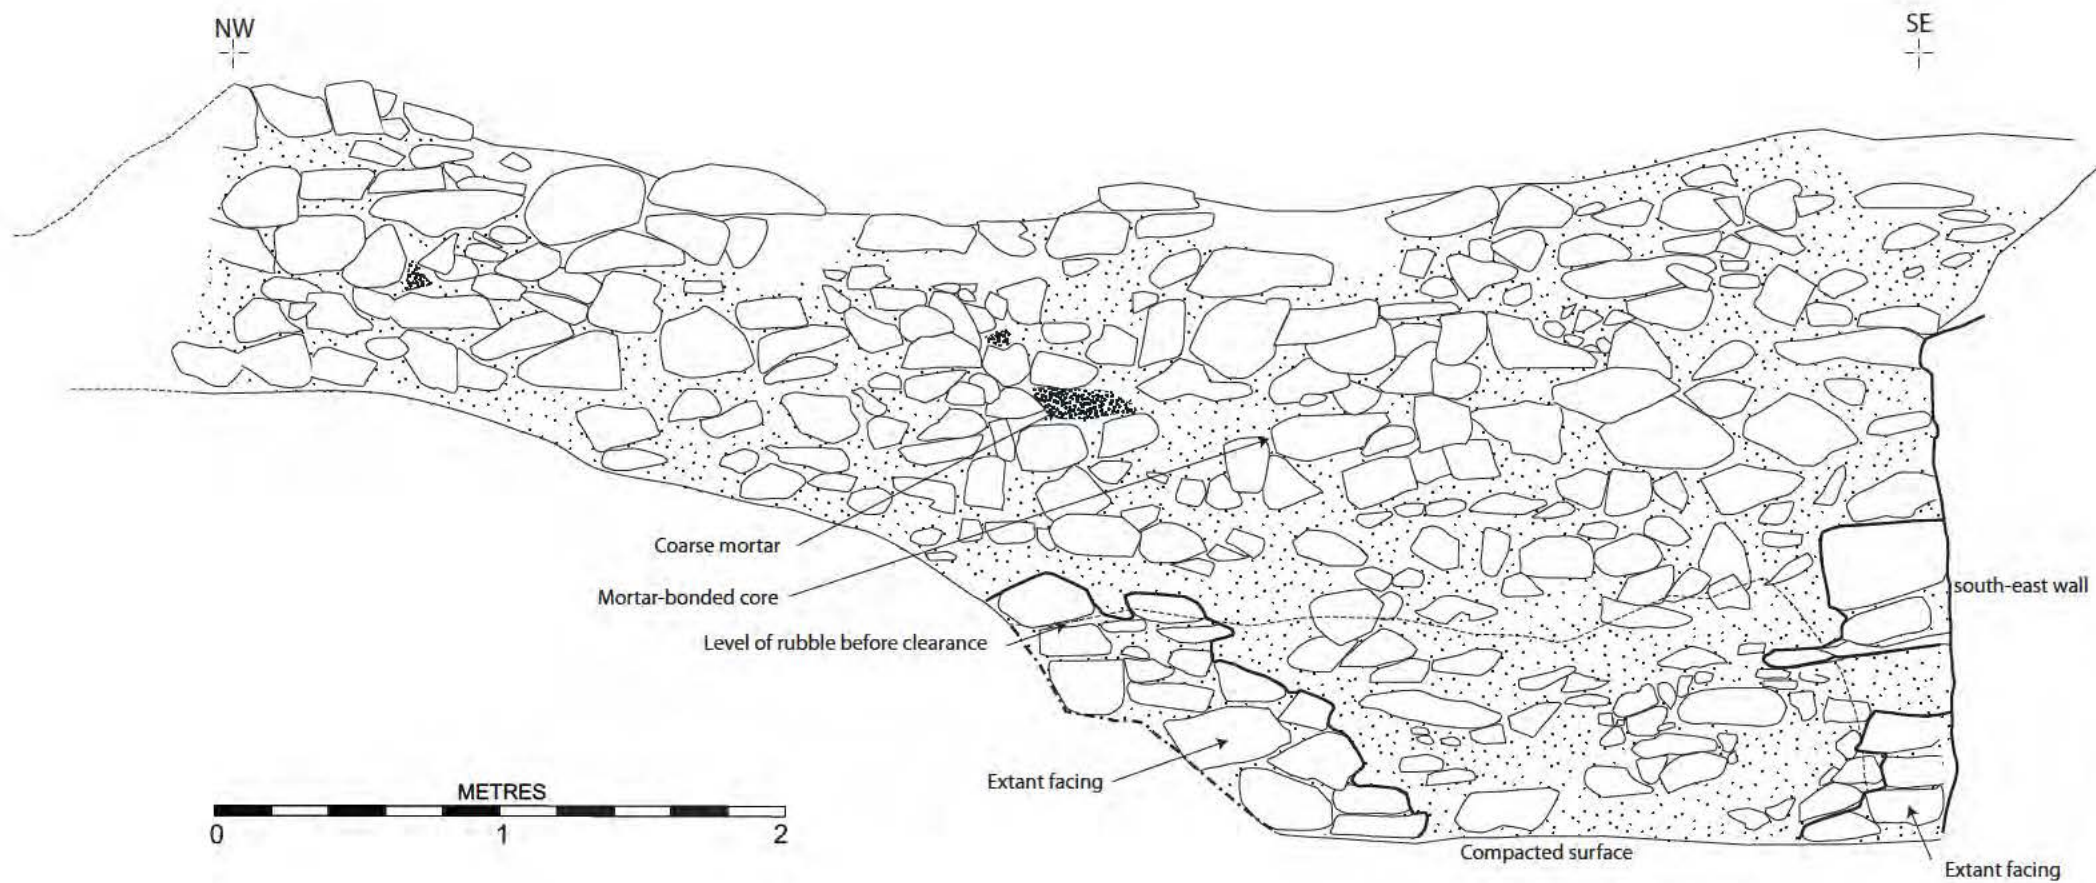 NW
SE
Coarse mortar
Mortar-bonded core
south-east wall
Level of rubble before clearance
Extant facing
METRES
0 1 2
Compacted surface
Extant facing